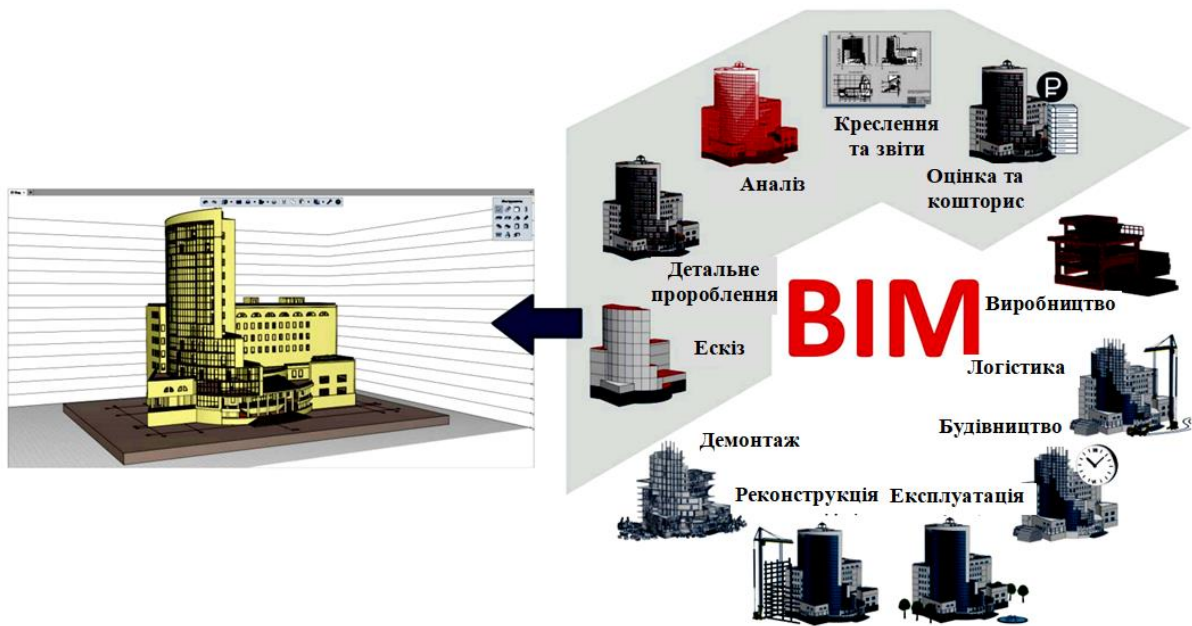 Креслення
та звіти
Оцінка та
кошторис
Аналіз
Детальне
пророблення
Ескіз
BIM
Виробництво
Логістика
Будівництво
Експлуатація
Реконструкція
Демонтаж